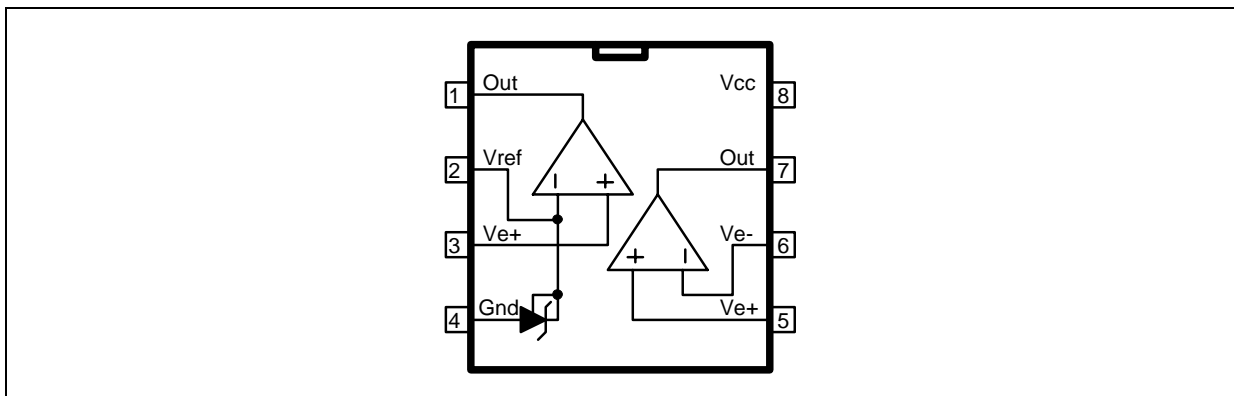 1 Out Vcc 8
2 Vref Out 7
− +
3 Ve+ Ve- 6
+ −
4 Gnd Ve+ 5